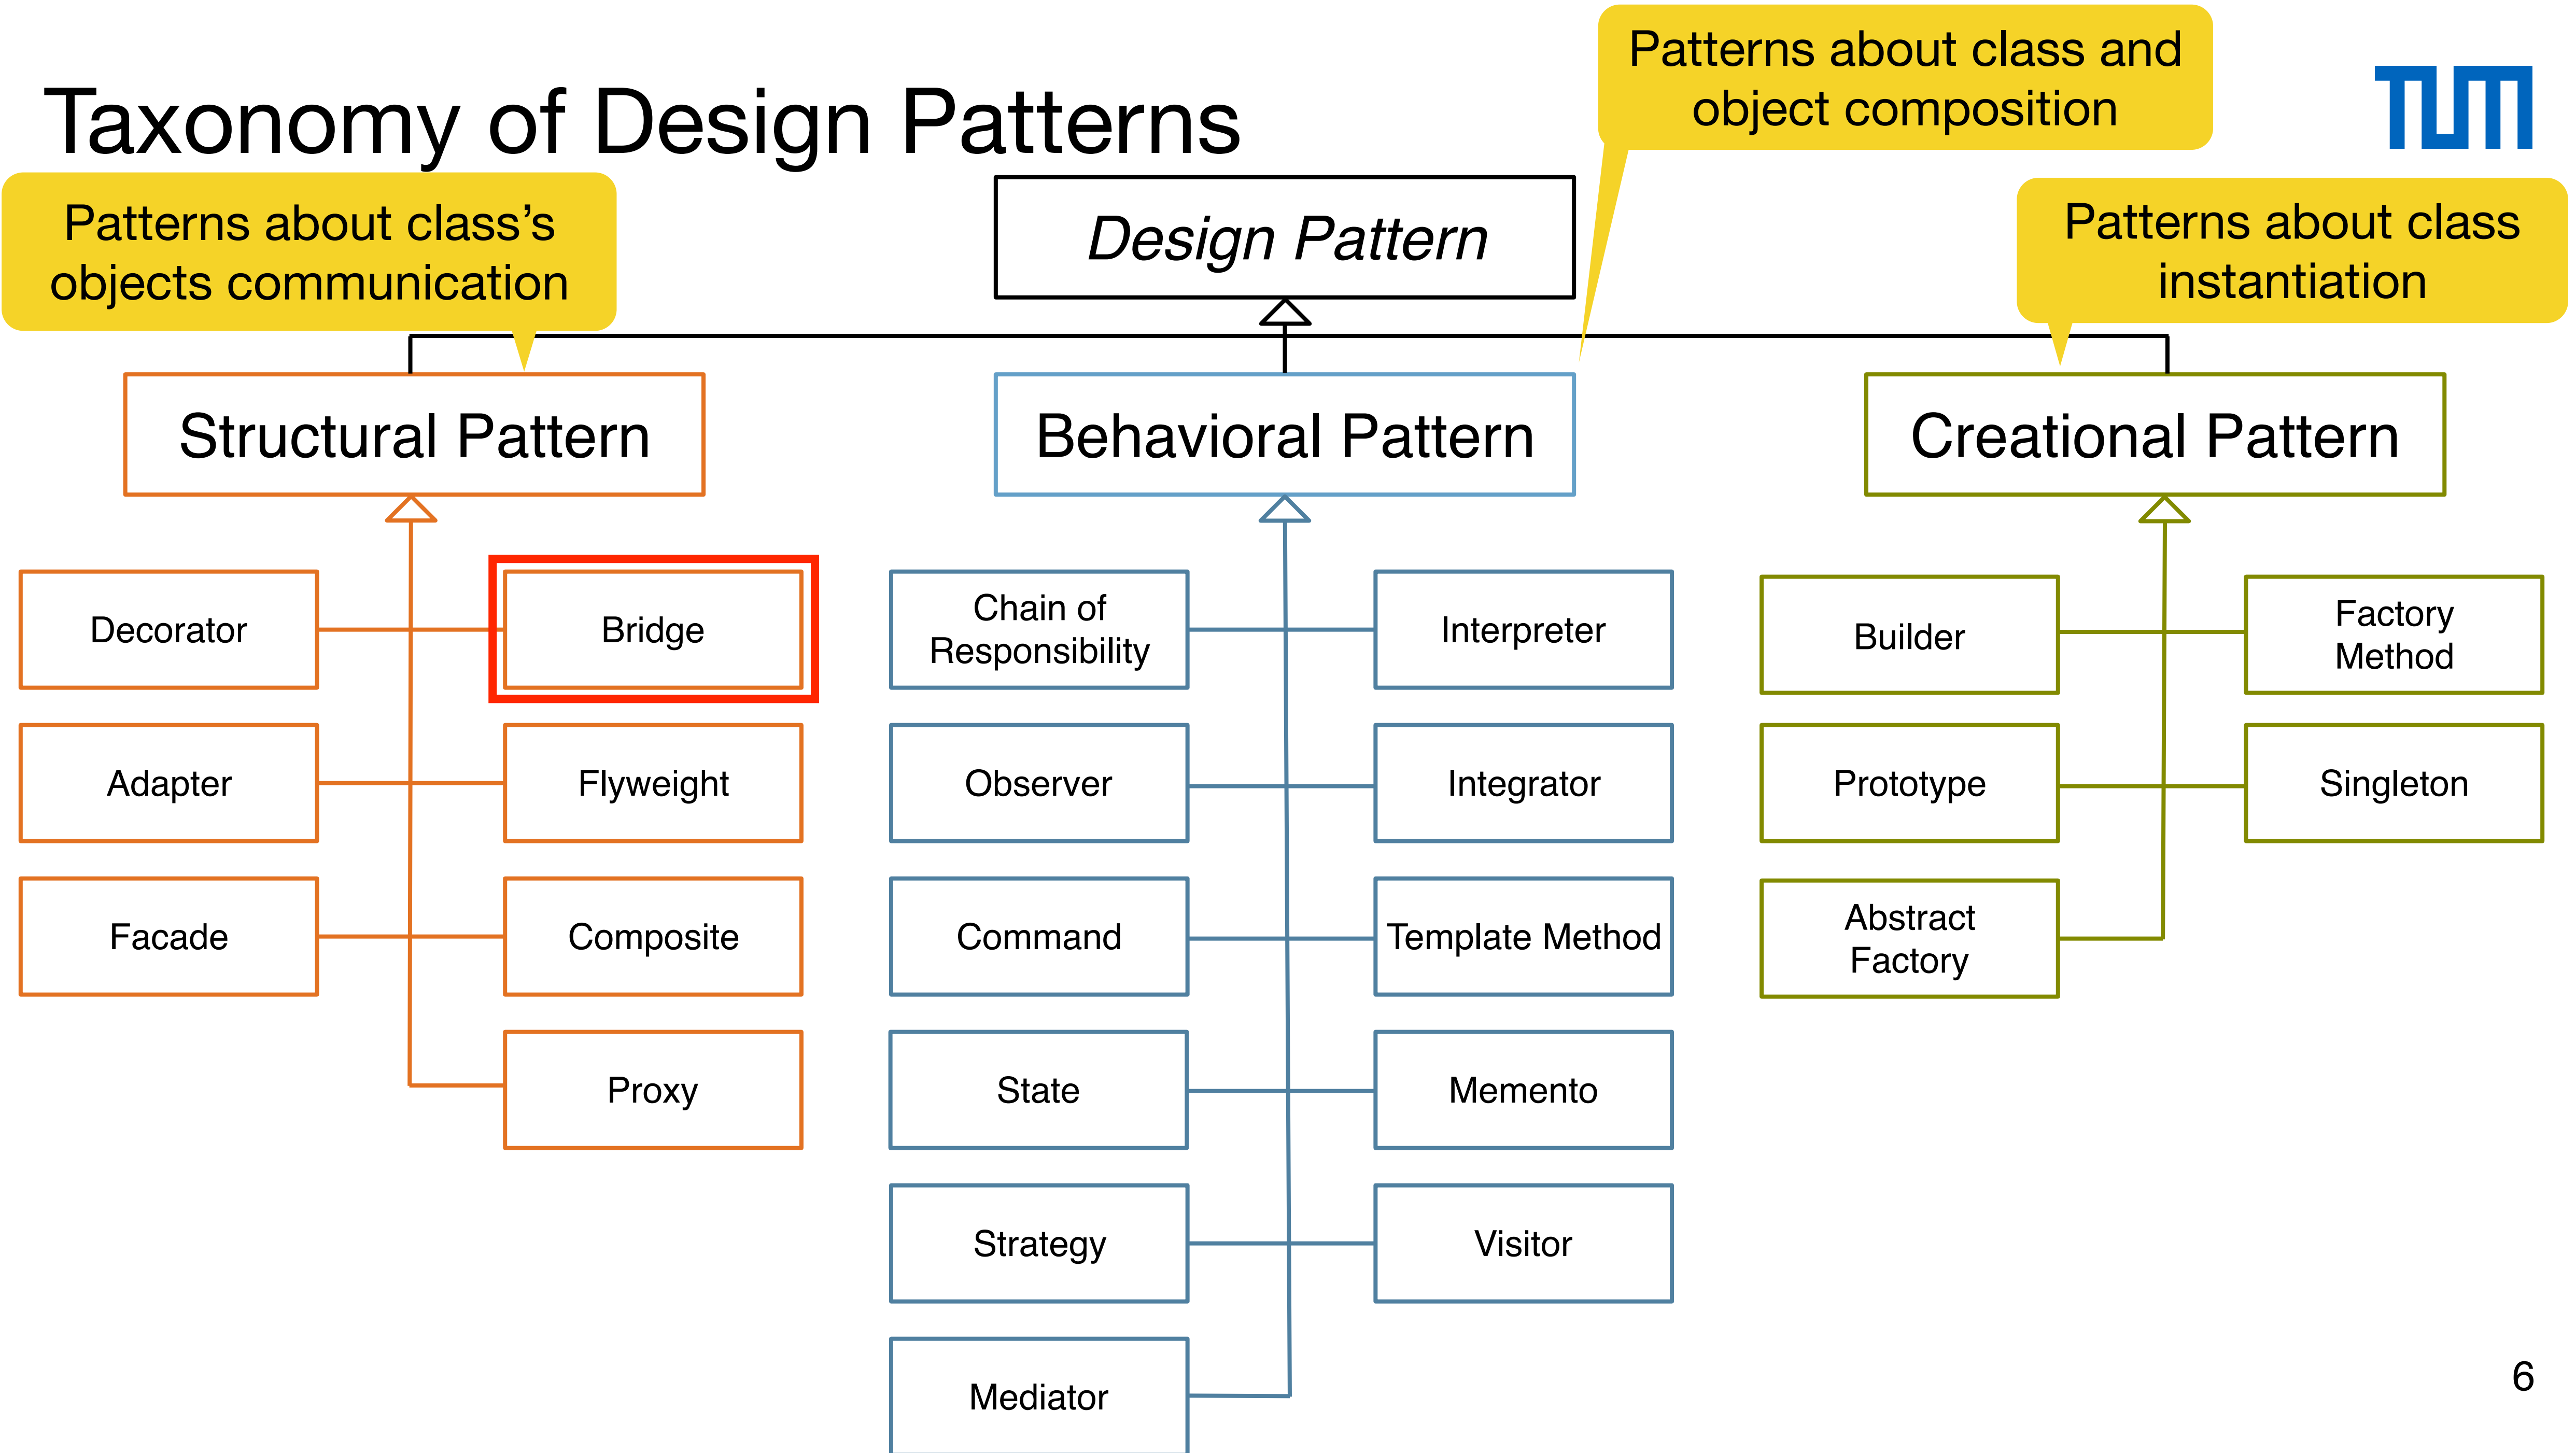 Patterns about class and
object composition
Taxonomy of Design Patterns
TUM
Patterns about class's
objects communication
Design Pattern
Patterns about class
instantiation
Structural Pattern
Behavioral Pattern
Creational Pattern
Decorator
Bridge
Adapter
Flyweight
Facade
Composite
Proxy
Chain of
Responsibility
Interpreter
Observer
Integrator
Command
Template Method
State
Memento
Strategy
Visitor
Mediator
Builder
Factory
Method
Prototype
Singleton
Abstract
Factory
6